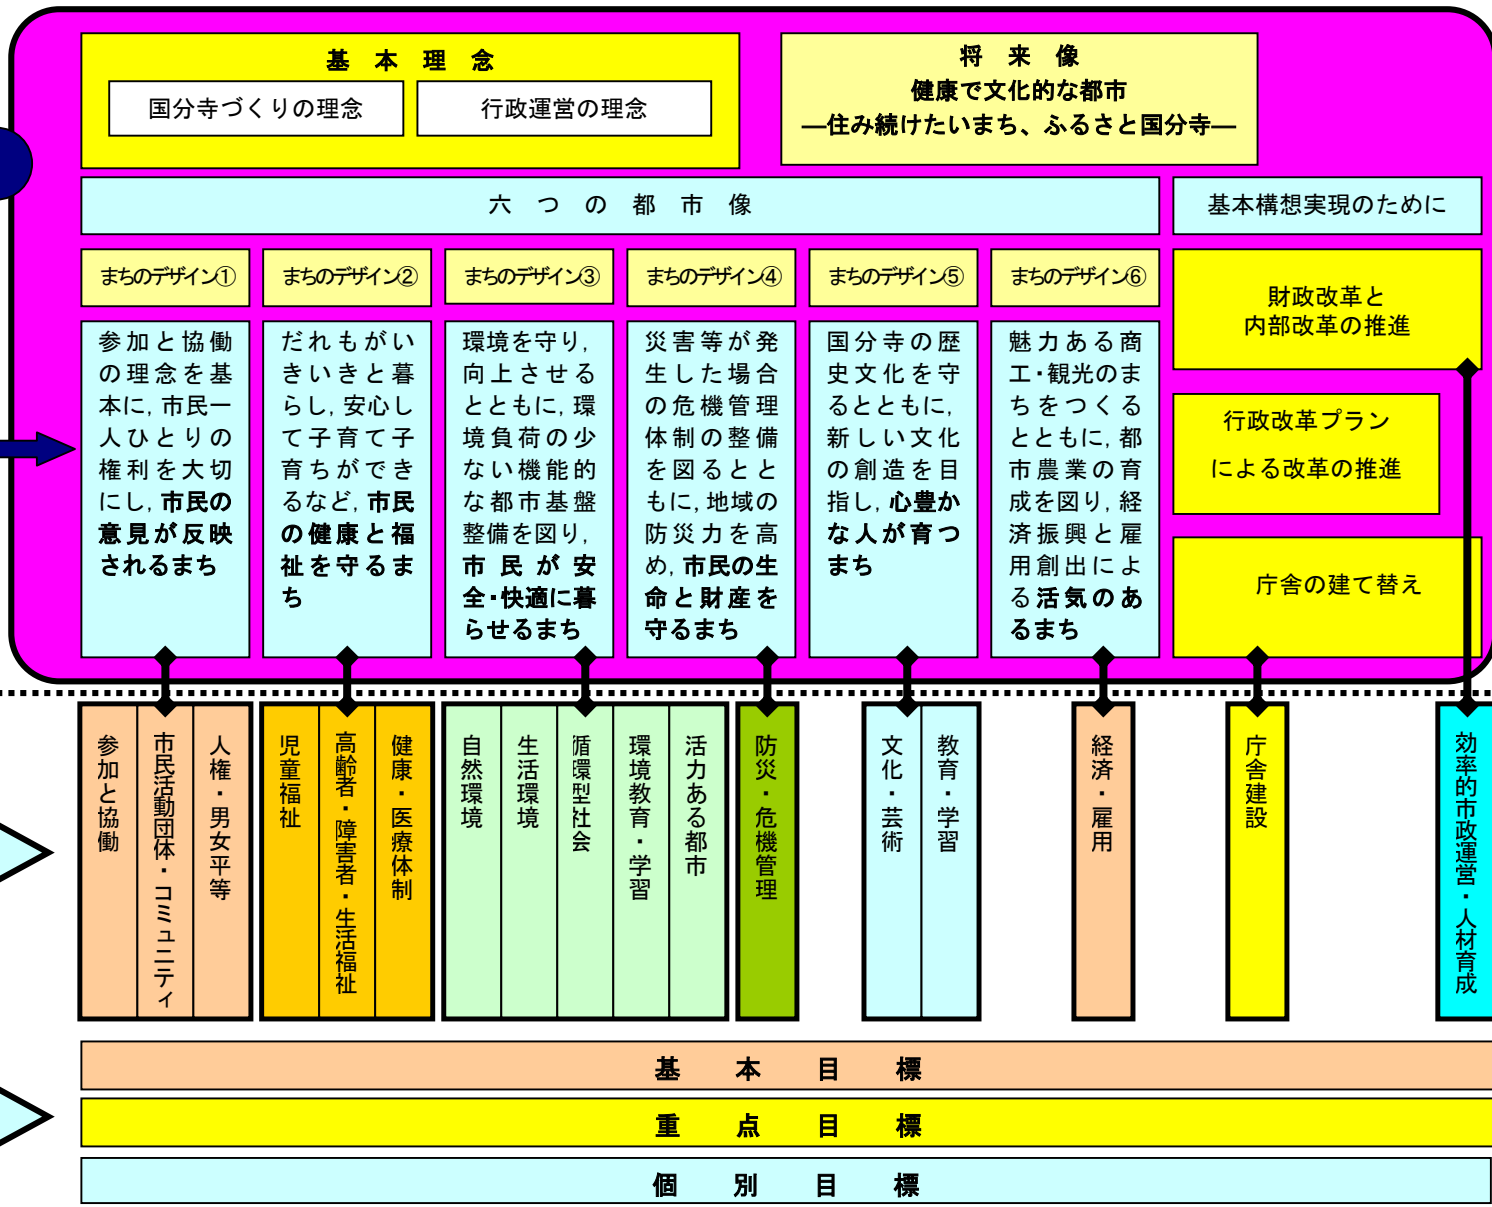 基本理念
国分寺づくりの理念
行政運営の理念
将来像
健康で文化的な都市
―住み続けたいまち、ふるさと国分寺―
六つの都市像
基本構想実現のために
まちのデザイン①
まちのデザイン②
まちのデザイン③
まちのデザイン④
まちのデザイン⑤
まちのデザイン⑥
参加と協働
の理念を基
本に,市民一
人ひとりの
権利を大切
にし,市民の
意見が反映
されるまち
だれもがい
きいきと暮
らし,安心し
て子育て子
育ちができ
るなど,市民
の健康と福
祉を守るま
ち
環境を守り,
向上させる
とともに,環
境負荷の少
ない機能的
な都市基盤
整備を図り,
市民が安
全・快適に暮
らせるまち
災害等が発
生した場合
の危機管理
体制の整備
を図るとと
もに,地域の
防災力を高
め,市民の生
命と財産を
守るまち
国分寺の歴
史文化を守
るとともに,
新しい文化
の創造を目
指し,心豊か
な人が育つ
まち
魅力ある商
工・観光のま
ちをつくる
とともに,都
市農業の育
成を図り,経
済振興と雇
用創出によ
る活気のあ
るまち
財政改革と
内部改革の推進
行政改革プラン
による改革の推進
庁舎の建て替え
参加と協働
市民活動団体・コミュニティ
人権・男女平等
児童福祉
高齢者・障害者・生活福祉
健康・医療体制
自然環境
生活環境
循環型社会
環境教育・学習
活力ある都市
防災・危機管理
文化・芸術
教育・学習
経済・雇用
庁舎建設
効率的市政運営・人材育成
基本目標
重点目標
個別目標